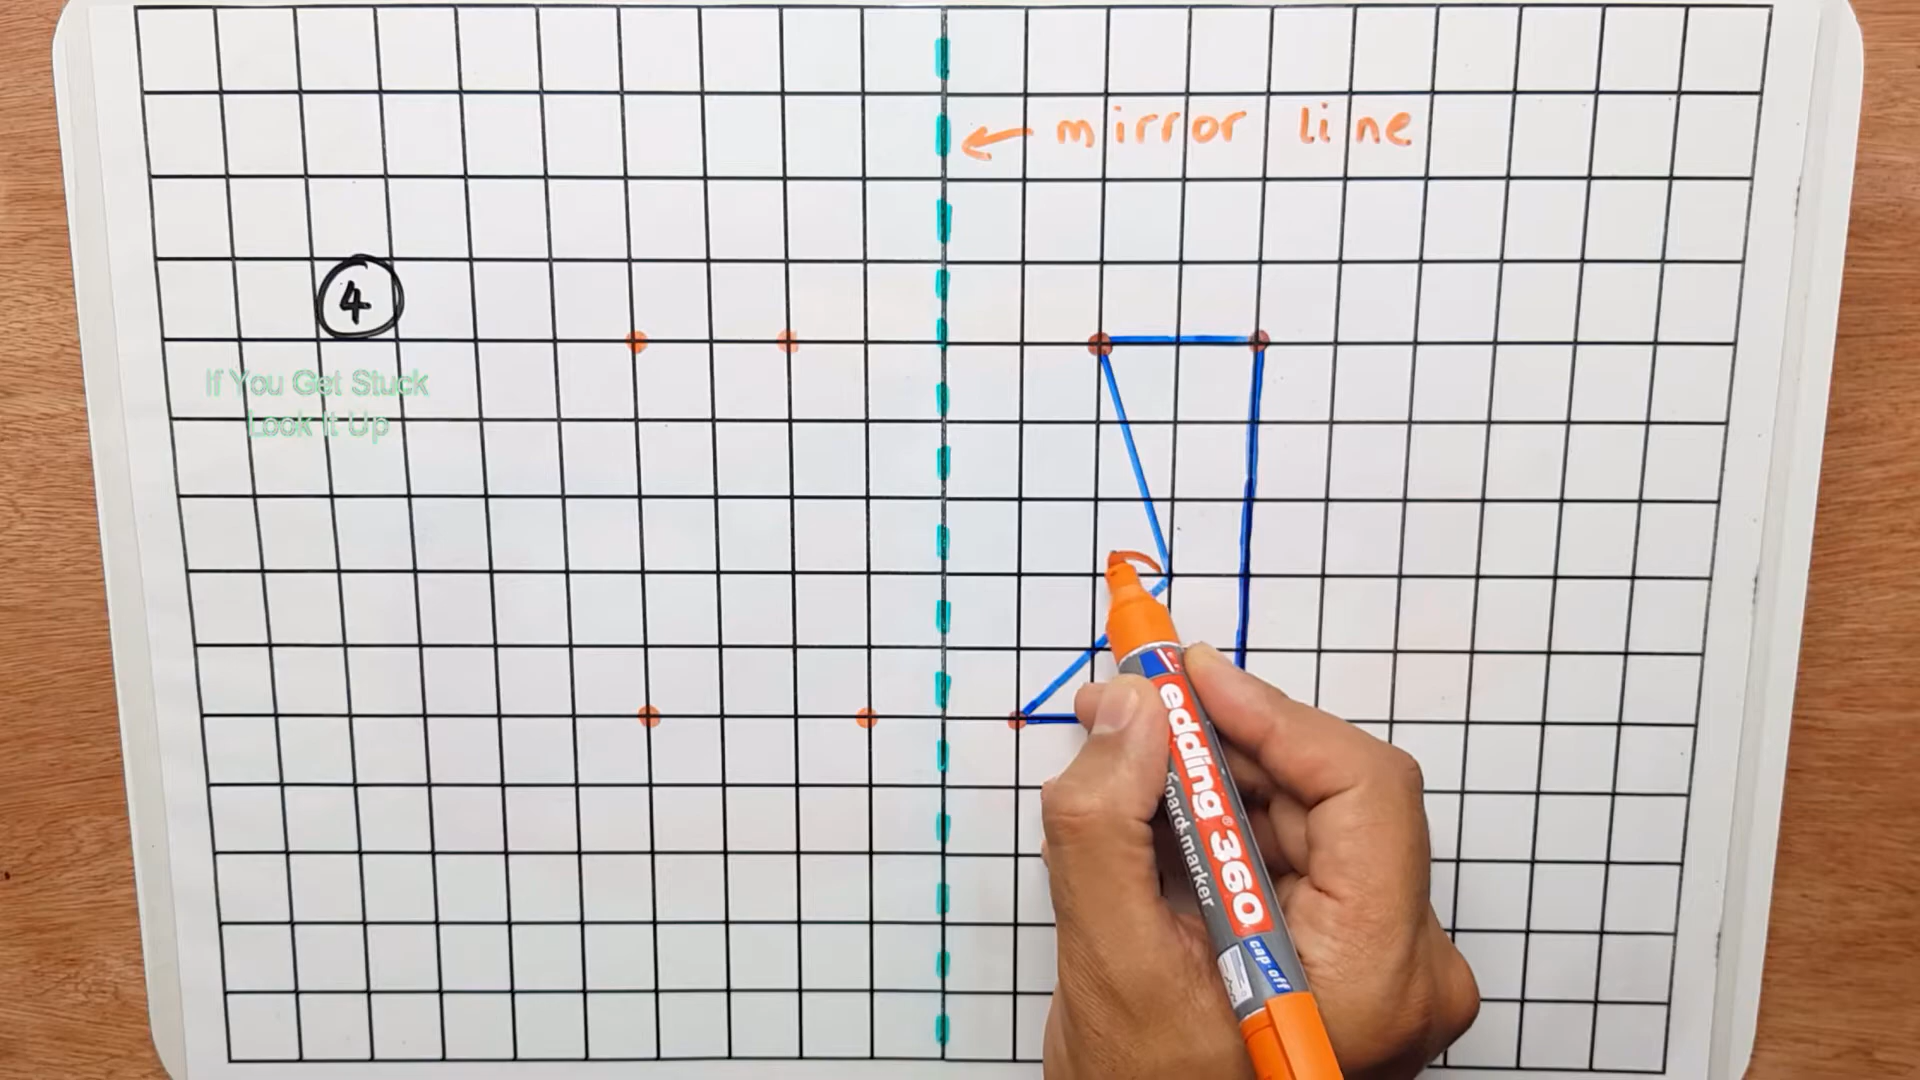 ← mirror line
4
If You Get Stuck
Look It Up
edding® 360
board marker
cap-off